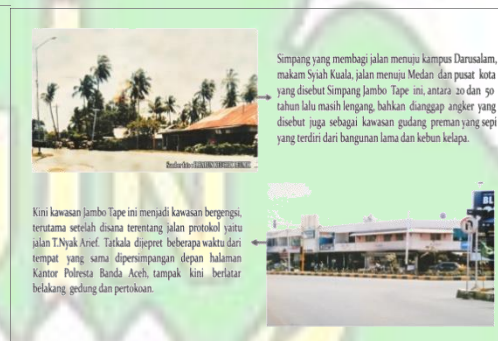 Simpang yang membagi jalan menuju kampus Darusalam,
makam Syiah Kuala, jalan menuju Medan dan pusat kota
yang disebut Simpang Jambo Tape ini, antara 20 dan 50
tahun lalu masih lengang, bahkan dianggap angker yang
disebut juga sebagai kawasan gudang preman yang sepi
yang terdiri dari bangunan lama dan kebun kelapa.
Kini kawasan Jambo Tape ini menjadi kawasan bergengsi,
terutama setelah disana terentang jalan protokol yaitu
jalan T.Nyak Arief. Tatkala dijepret beberapa waktu dari
tempat yang sama dipersimpangan depan halaman
Kantor Polresta Banda Aceh, tampak kini berlatar
belakang gedung dan pertokoan.
BL